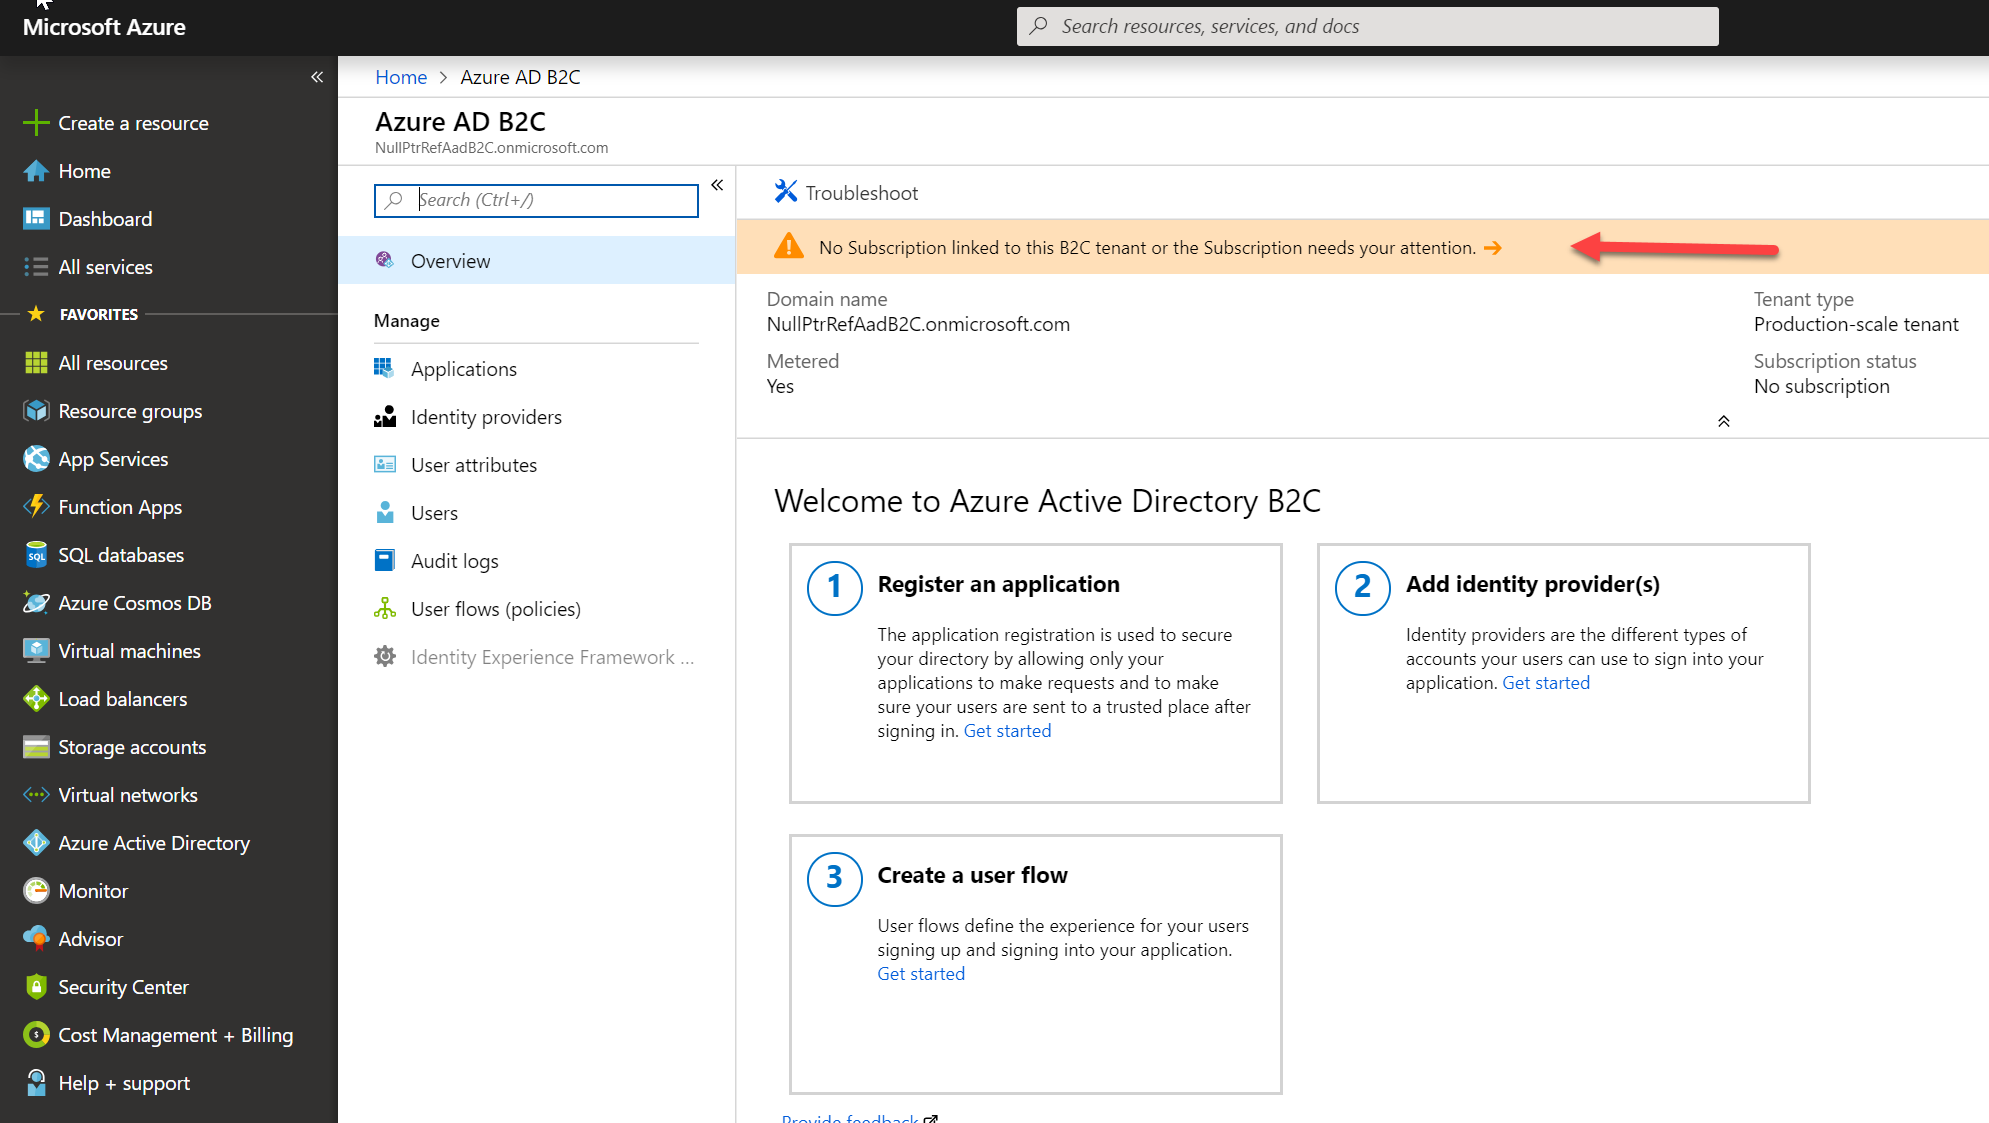 Microsoft Azure
Search resources, services, and docs
Create a resource
Home
Dashboard
All services
FAVORITES
All resources
Resource groups
App Services
Function Apps
SQL databases
Azure Cosmos DB
Virtual machines
Load balancers
Storage accounts
Virtual networks
Azure Active Directory
Monitor
Advisor
Security Center
Cost Management + Billing
Help + support
Home > Azure AD B2C
Azure AD B2C
NullPtrRefAadB2C.onmicrosoft.com
Search (Ctrl+/)
Overview
Manage
Applications
Identity providers
User attributes
Users
Audit logs
User flows (policies)
Identity Experience Framework ...
Troubleshoot
No Subscription linked to this B2C tenant or the Subscription needs your attention.
Domain name
NullPtrRefAadB2C.onmicrosoft.com
Metered
Yes
Tenant type
Production-scale tenant
Subscription status
No subscription
Welcome to Azure Active Directory B2C
1
Register an application
The application registration is used to secure
your directory by allowing only your
applications to make requests and to make
sure your users are sent to a trusted place after
signing in. Get started
2
Add identity provider(s)
Identity providers are the different types of
accounts your users can use to sign into your
application. Get started
3
Create a user flow
User flows define the experience for your users
signing up and signing into your application.
Get started
Provide feedback